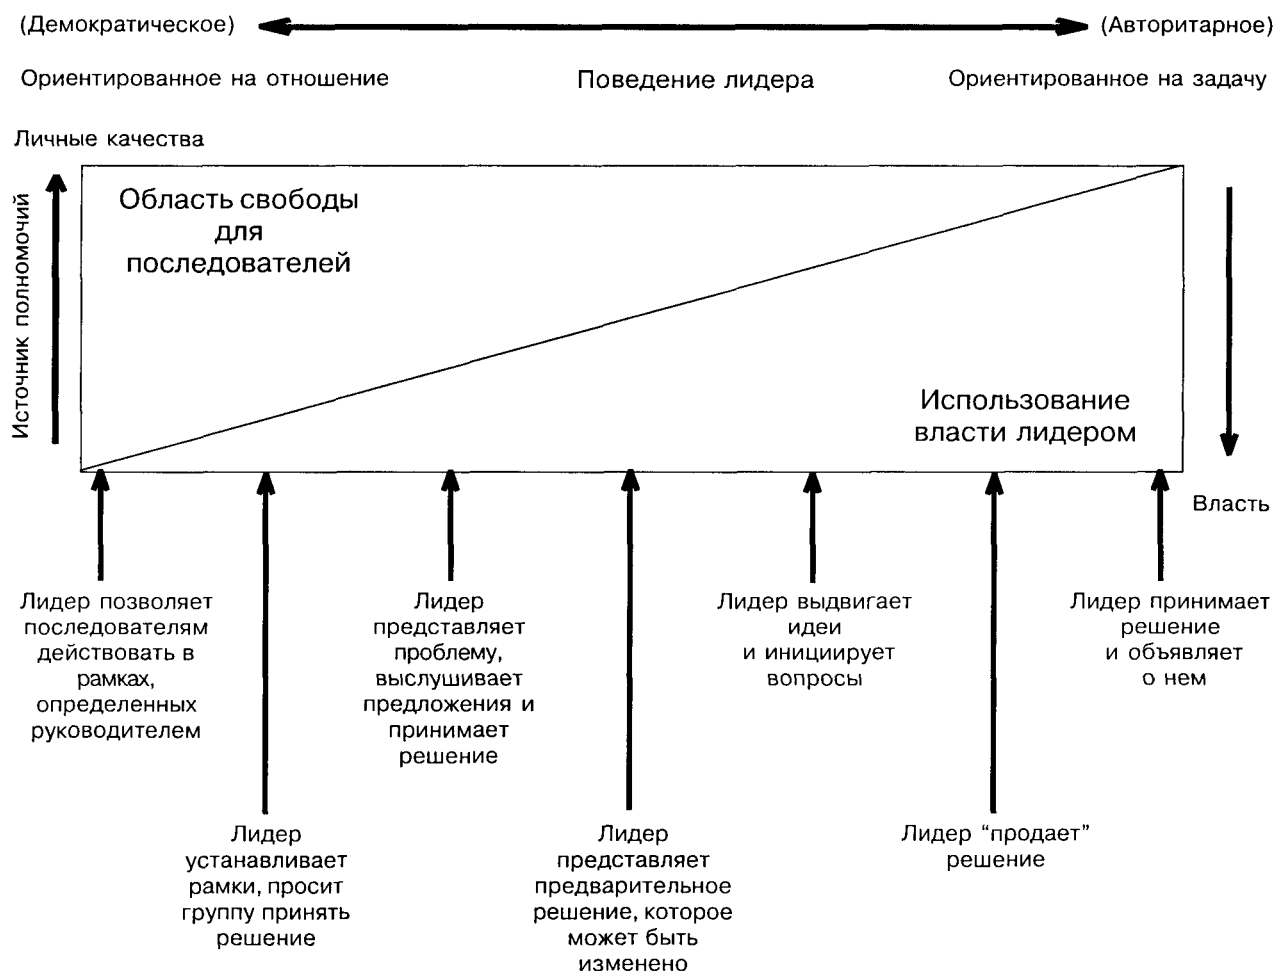 (Демократическое)
(Авторитарное)
Ориентированное на отношение
Поведение лидера
Ориентированное на задачу
Личные качества
Источник полномочий
Область свободы
для
последователей
Использование
власти лидером
Власть
Лидер позволяет
последователям
действовать в
рамках,
определенных
руководителем
Лидер
устанавливает
рамки, просит
группу принять
решение
Лидер
представляет
проблему,
выслушивает
предложения и
принимает
решение
Лидер
представляет
предварительное
решение, которое
может быть
изменено
Лидер выдвигает
идеи
и инициирует
вопросы
Лидер “продает”
решение
Лидер принимает
решение
и объявляет
о нем